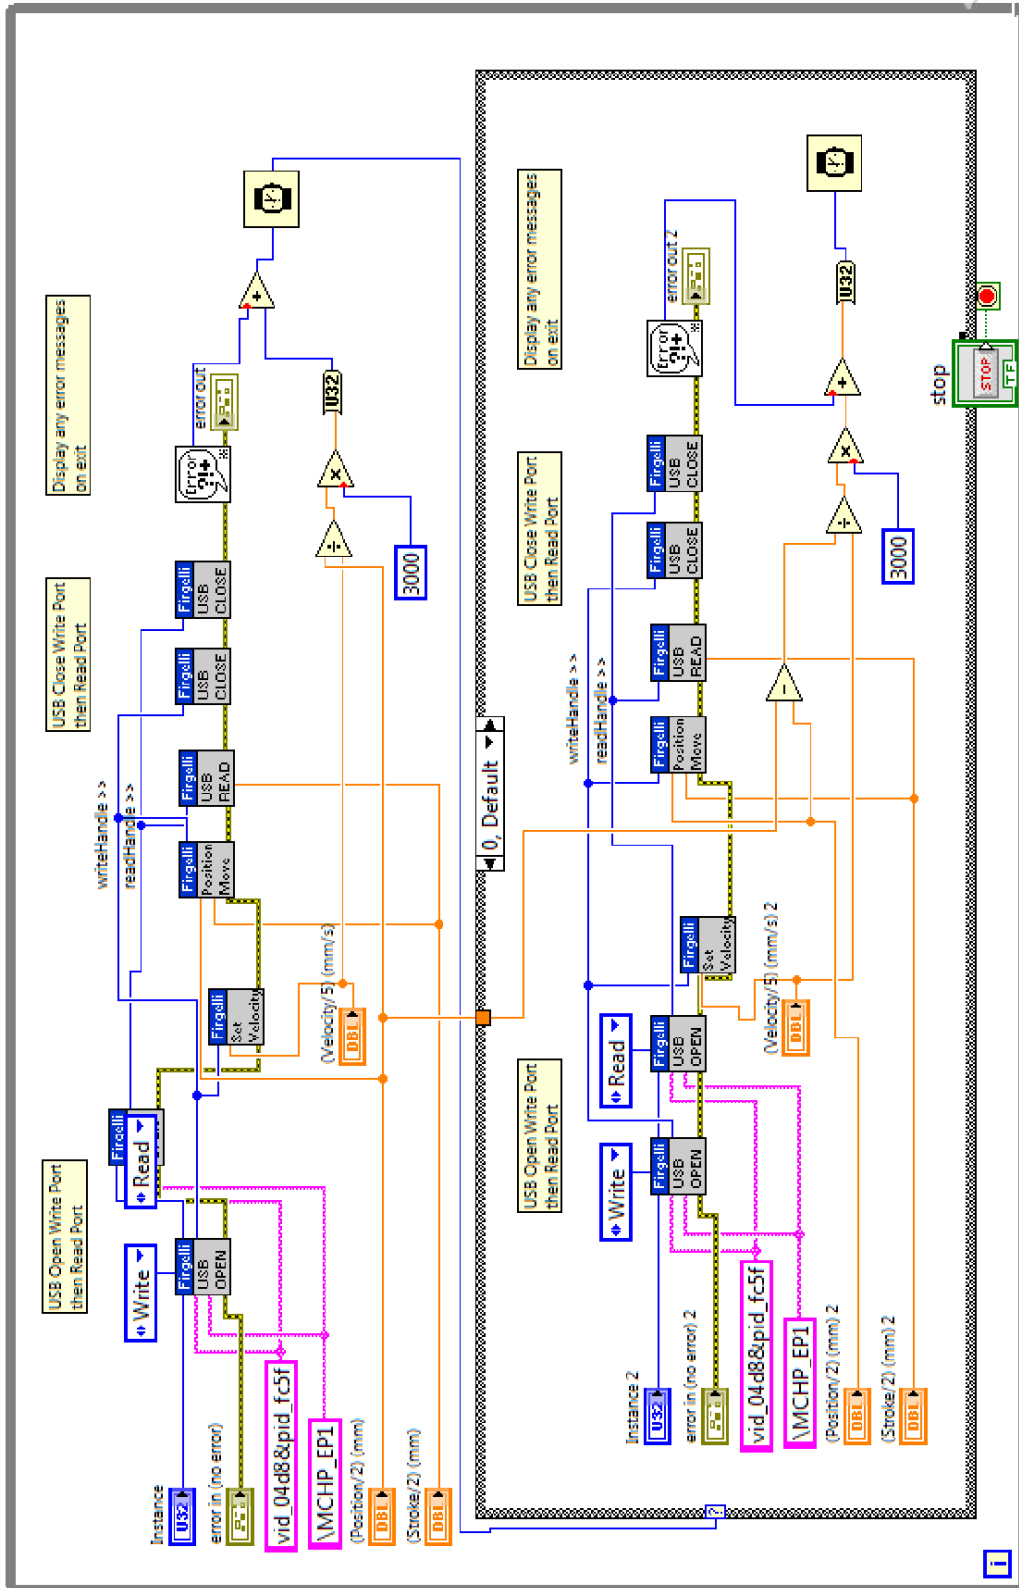 USB Open Write Port
then Read Port
USB Close Write Port
then Read Port
Display any error messages
on exit
writeHandle >>
readHandle >>
Write
Read
Instance
U32
Firgelli
USB
OPEN
Firgelli
Firgelli
Set
Velocity
Firgelli
Position
Move
Firgelli
USB
READ
Firgelli
USB
CLOSE
Firgelli
USB
CLOSE
Error
?!+
error out
error in (no error)
vid_04d8&pid_fc5f
\MCHP_EP1
(Velocity/5) (mm/s)
DBL
÷
x
U32
+
3000
(Position/2) (mm)
DBL
(Stroke/2) (mm)
DBL
0, Default
USB Open Write Port
then Read Port
USB Close Write Port
then Read Port
Display any error messages
on exit
writeHandle >>
readHandle >>
Write
Read
Instance 2
U32
Firgelli
USB
OPEN
Firgelli
USB
OPEN
Firgelli
Set
Velocity
Firgelli
Position
Move
Firgelli
USB
READ
Firgelli
USB
CLOSE
Firgelli
USB
CLOSE
Error
?!+
error out 2
error in (no error) 2
vid_04d8&pid_fc5f
\MCHP_EP1
(Velocity/5) (mm/s) 2
DBL
-
÷
x
+
U32
3000
(Position/2) (mm) 2
DBL
(Stroke/2) (mm) 2
DBL
?
stop
STOP
TF
i